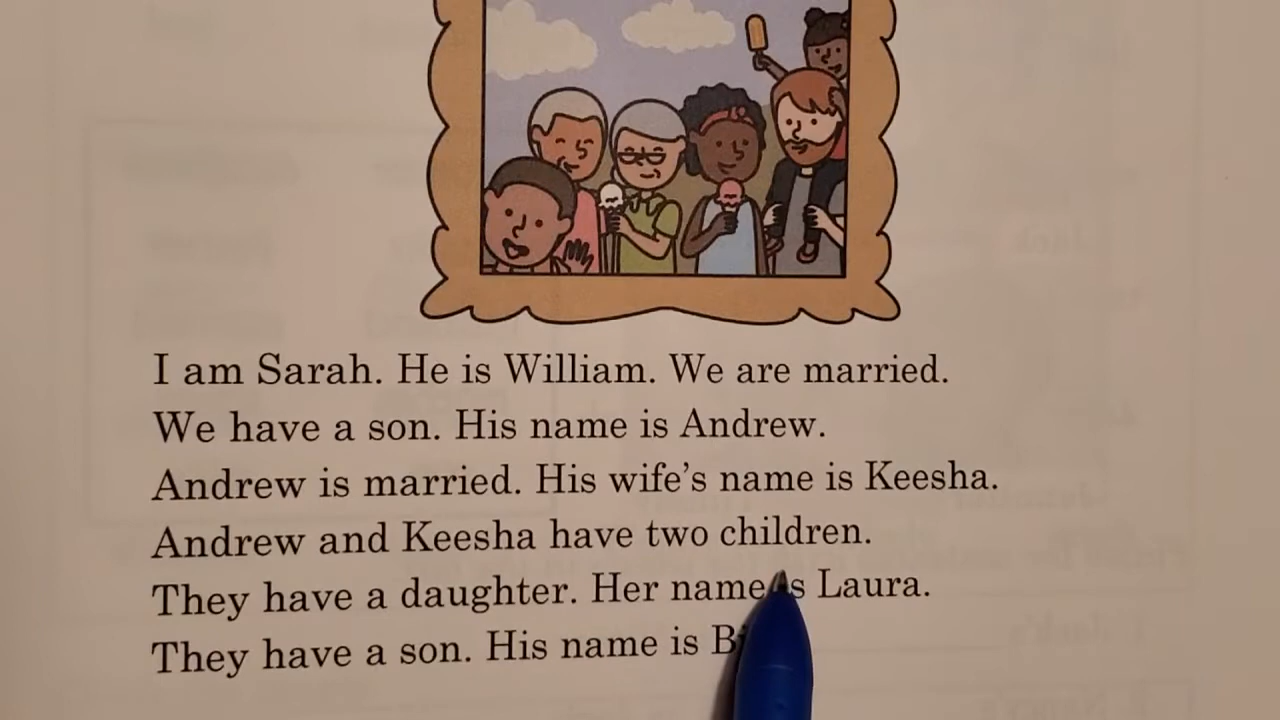 I am Sarah. He is William. We are married.
We have a son. His name is Andrew.
Andrew is married. His wife's name is Keesha.
Andrew and Keesha have two children.
They have a daughter. Her name is Laura.
They have a son. His name is